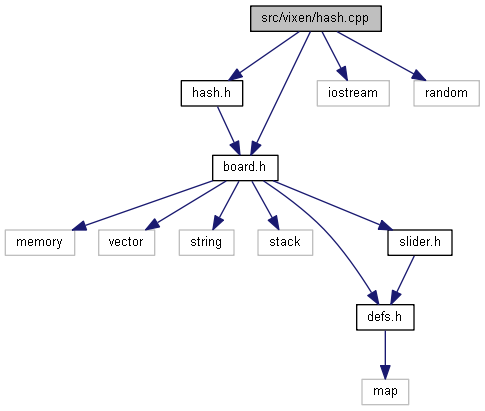 src/vixen/hash.cpp
hash.h
iostream
random
board.h
memory
vector
string
stack
slider.h
defs.h
map